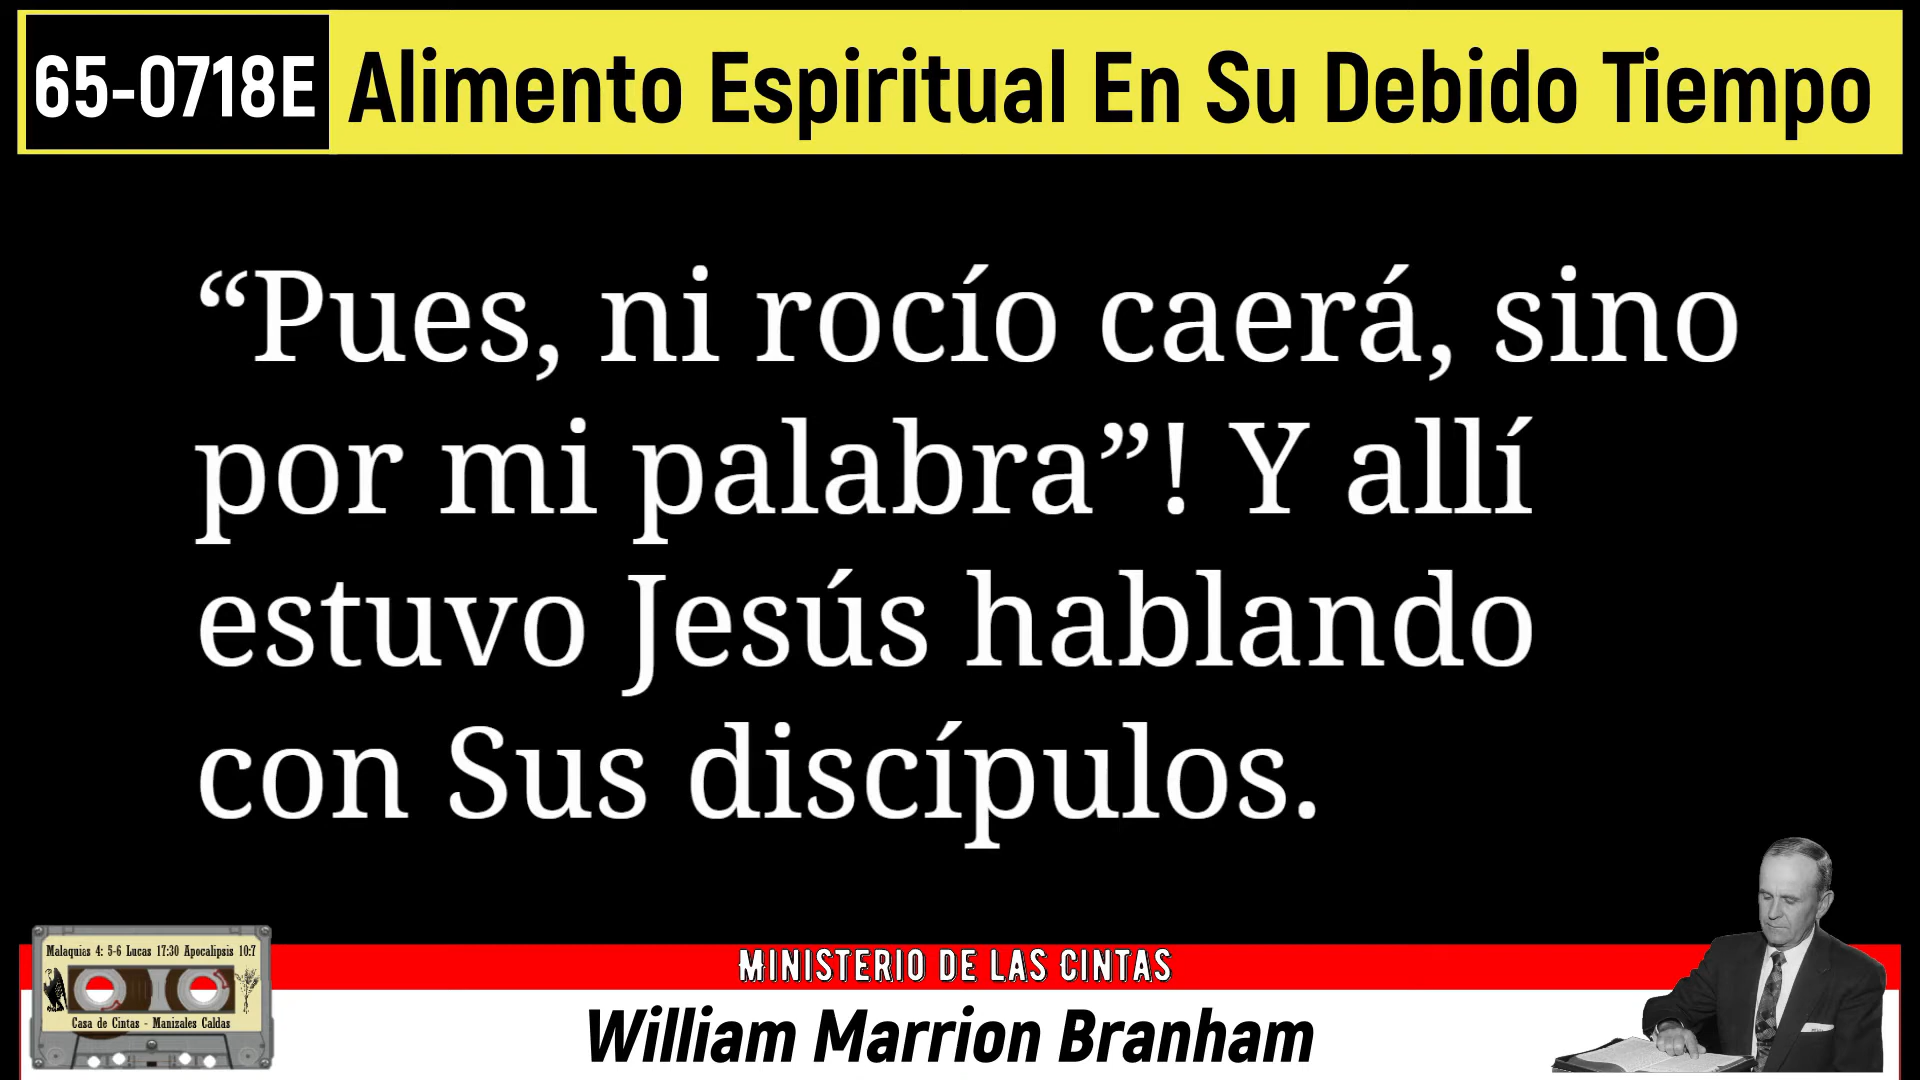 65-0718E Alimento Espiritual En Su Debido Tiempo
“Pues, ni rocío caerá, sino
por mi palabra”! Y allí
estuvo Jesús hablando
con Sus discípulos.
Malaquias 4: 5-6 Lucas 17:30 Apocalipsis 10:7
Casa de Cintas - Manizales Caldas
MINISTERIO DE LAS CINTAS
William Marrion Branham